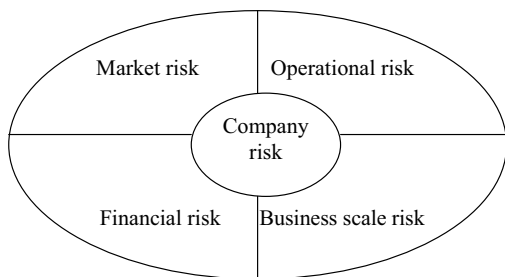 Market risk
Operational risk
Company
risk
Financial risk
Business scale risk